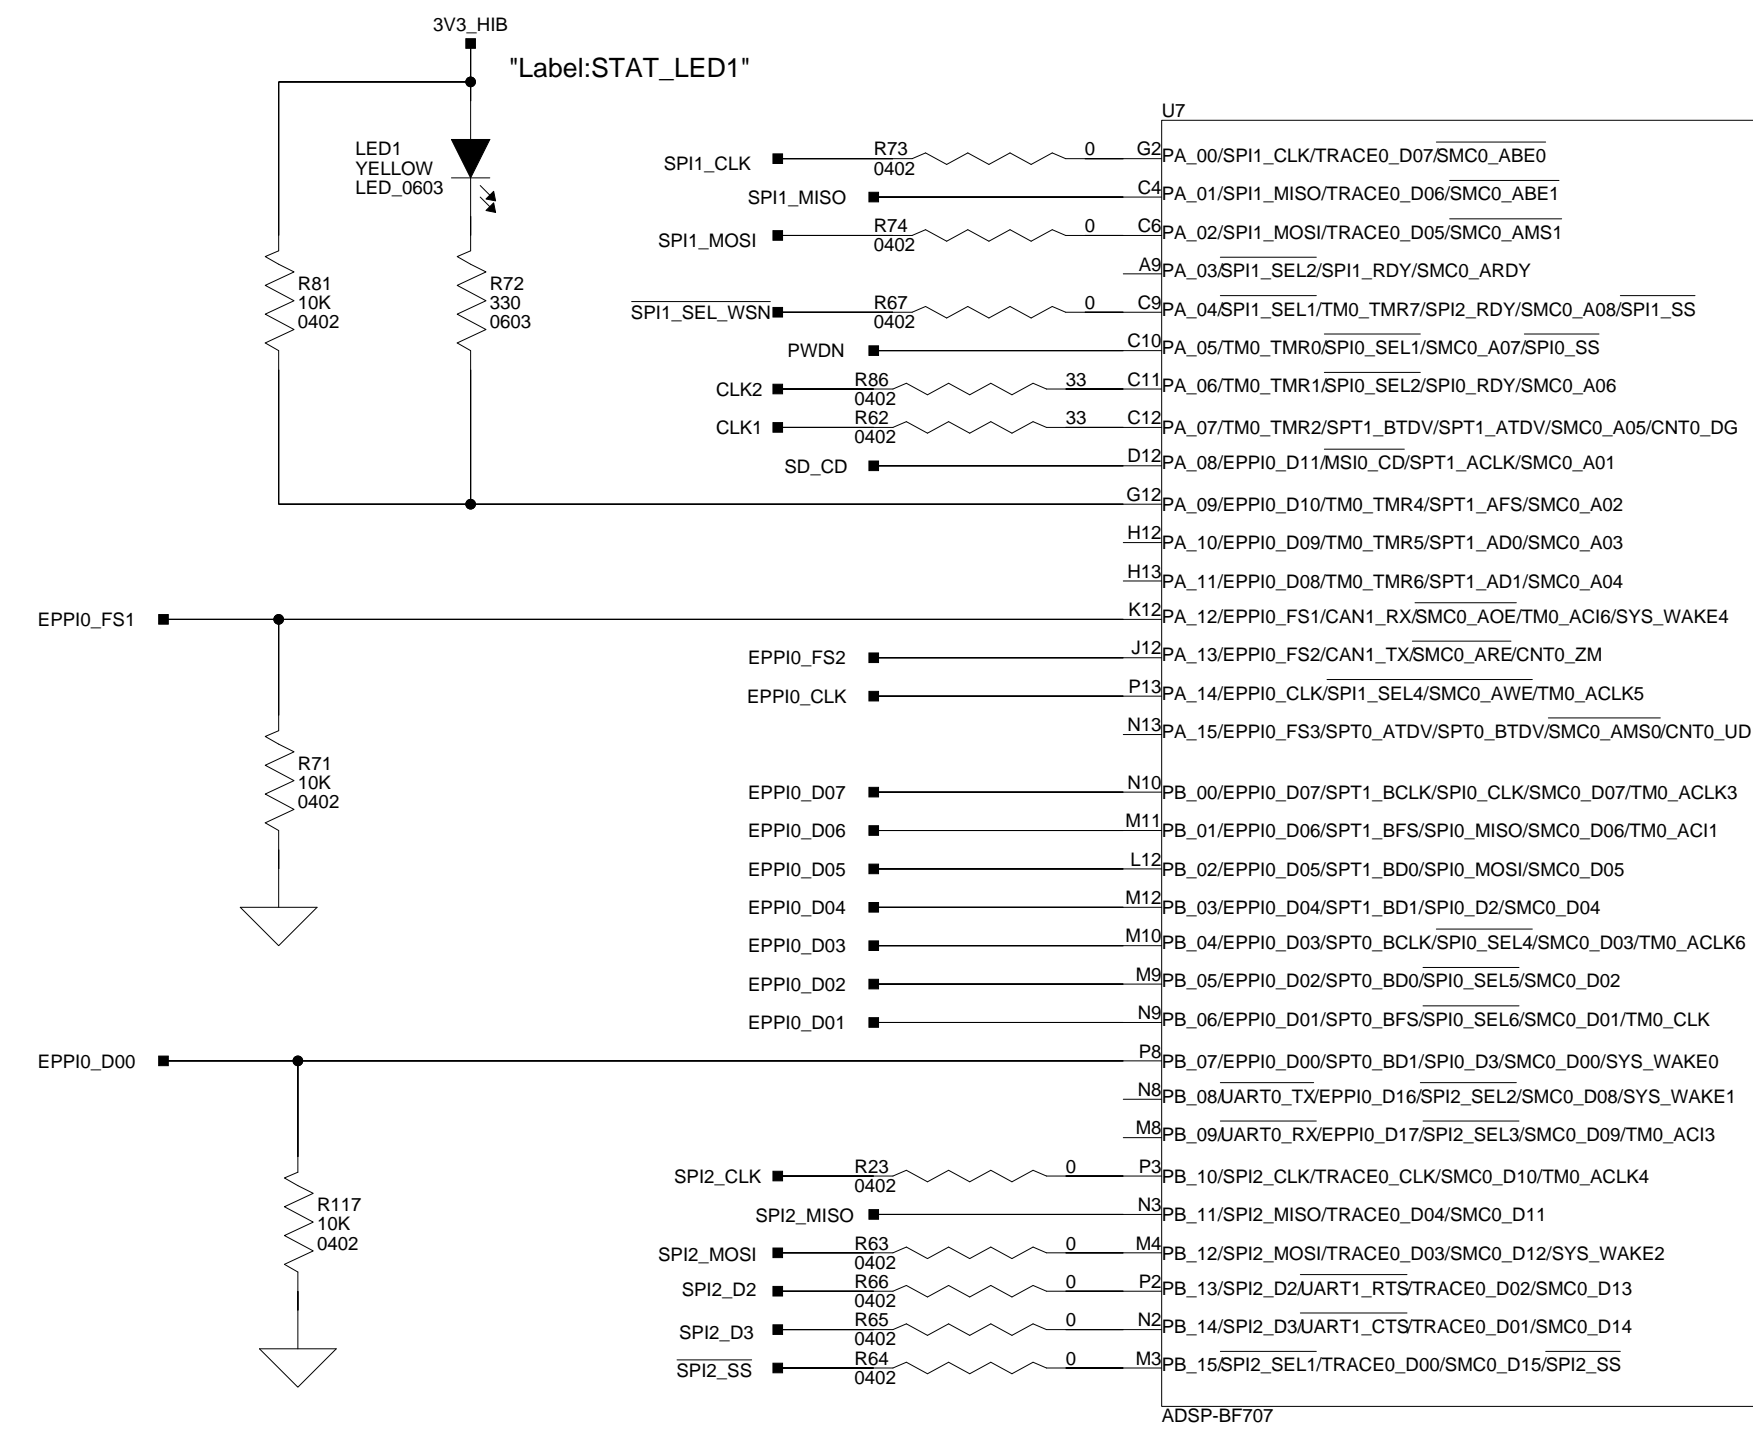 3V3_HIB
"Label:STAT_LED1"
LED1
YELLOW
LED_0603
R81
10K
0402
R72
330
0603
U7
SPI1_CLK R73 0402 0 G2 PA_00/SPI1_CLK/TRACE0_D07/SMC0_ABE0
SPI1_MISO C4 PA_01/SPI1_MISO/TRACE0_D06/SMC0_ABE1
SPI1_MOSI R74 0402 0 C6 PA_02/SPI1_MOSI/TRACE0_D05/SMC0_AMS1
A9 PA_03/SPI1_SEL2/SPI1_RDY/SMC0_ARDY
SPI1_SEL_WSN R67 0402 0 C9 PA_04/SPI1_SEL1/TM0_TMR7/SPI2_RDY/SMC0_A08/SPI1_SS
PWDN C10 PA_05/TM0_TMR0/SPI0_SEL1/SMC0_A07/SPI0_SS
CLK2 R86 0402 33 C11 PA_06/TM0_TMR1/SPI0_SEL2/SPI0_RDY/SMC0_A06
CLK1 R62 0402 33 C12 PA_07/TM0_TMR2/SPT1_BTDV/SPT1_ATDV/SMC0_A05/CNT0_DG
SD_CD D12 PA_08/EPPI0_D11/MSI0_CD/SPT1_ACLK/SMC0_A01
G12 PA_09/EPPI0_D10/TM0_TMR4/SPT1_AFS/SMC0_A02
H12 PA_10/EPPI0_D09/TM0_TMR5/SPT1_AD0/SMC0_A03
H13 PA_11/EPPI0_D08/TM0_TMR6/SPT1_AD1/SMC0_A04
EPPI0_FS1 K12 PA_12/EPPI0_FS1/CAN1_RX/SMC0_AOE/TM0_ACI6/SYS_WAKE4
EPPI0_FS2 J12 PA_13/EPPI0_FS2/CAN1_TX/SMC0_ARE/CNT0_ZM
EPPI0_CLK P13 PA_14/EPPI0_CLK/SPI1_SEL4/SMC0_AWE/TM0_ACLK5
N13 PA_15/EPPI0_FS3/SPT0_ATDV/SPT0_BTDV/SMC0_AMS0/CNT0_UD
R71
10K
0402
EPPI0_D07 N10 PB_00/EPPI0_D07/SPT1_BCLK/SPI0_CLK/SMC0_D07/TM0_ACLK3
EPPI0_D06 M11 PB_01/EPPI0_D06/SPT1_BFS/SPI0_MISO/SMC0_D06/TM0_ACI1
EPPI0_D05 L12 PB_02/EPPI0_D05/SPT1_BD0/SPI0_MOSI/SMC0_D05
EPPI0_D04 M12 PB_03/EPPI0_D04/SPT1_BD1/SPI0_D2/SMC0_D04
EPPI0_D03 M10 PB_04/EPPI0_D03/SPT0_BCLK/SPI0_SEL4/SMC0_D03/TM0_ACLK6
EPPI0_D02 M9 PB_05/EPPI0_D02/SPT0_BD0/SPI0_SEL5/SMC0_D02
EPPI0_D01 N9 PB_06/EPPI0_D01/SPT0_BFS/SPI0_SEL6/SMC0_D01/TM0_CLK
EPPI0_D00 P8 PB_07/EPPI0_D00/SPT0_BD1/SPI0_D3/SMC0_D00/SYS_WAKE0
N8 PB_08/UART0_TX/EPPI0_D16/SPI2_SEL2/SMC0_D08/SYS_WAKE1
M8 PB_09/UART0_RX/EPPI0_D17/SPI2_SEL3/SMC0_D09/TM0_ACI3
R117
10K
0402
SPI2_CLK R23 0402 0 P3 PB_10/SPI2_CLK/TRACE0_CLK/SMC0_D10/TM0_ACLK4
SPI2_MISO N3 PB_11/SPI2_MISO/TRACE0_D04/SMC0_D11
SPI2_MOSI R63 0402 0 M4 PB_12/SPI2_MOSI/TRACE0_D03/SMC0_D12/SYS_WAKE2
SPI2_D2 R66 0402 0 P2 PB_13/SPI2_D2/UART1_RTS/TRACE0_D02/SMC0_D13
SPI2_D3 R65 0402 0 N2 PB_14/SPI2_D3/UART1_CTS/TRACE0_D01/SMC0_D14
SPI2_SS R64 0402 0 M3 PB_15/SPI2_SEL1/TRACE0_D00/SMC0_D15/SPI2_SS
ADSP-BF707